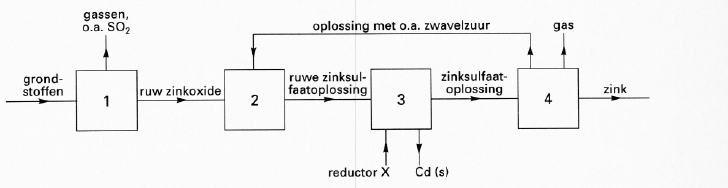 gassen,
o.a. SO₂
oplossing met o.a. zwavelzuur
gas
grond-
stoffen
1
ruw zinkoxide
2
ruwe zinksul-
faatoplossing
3
zinksulfaat-
oplossing
4
zink
reductor X
Cd (s)